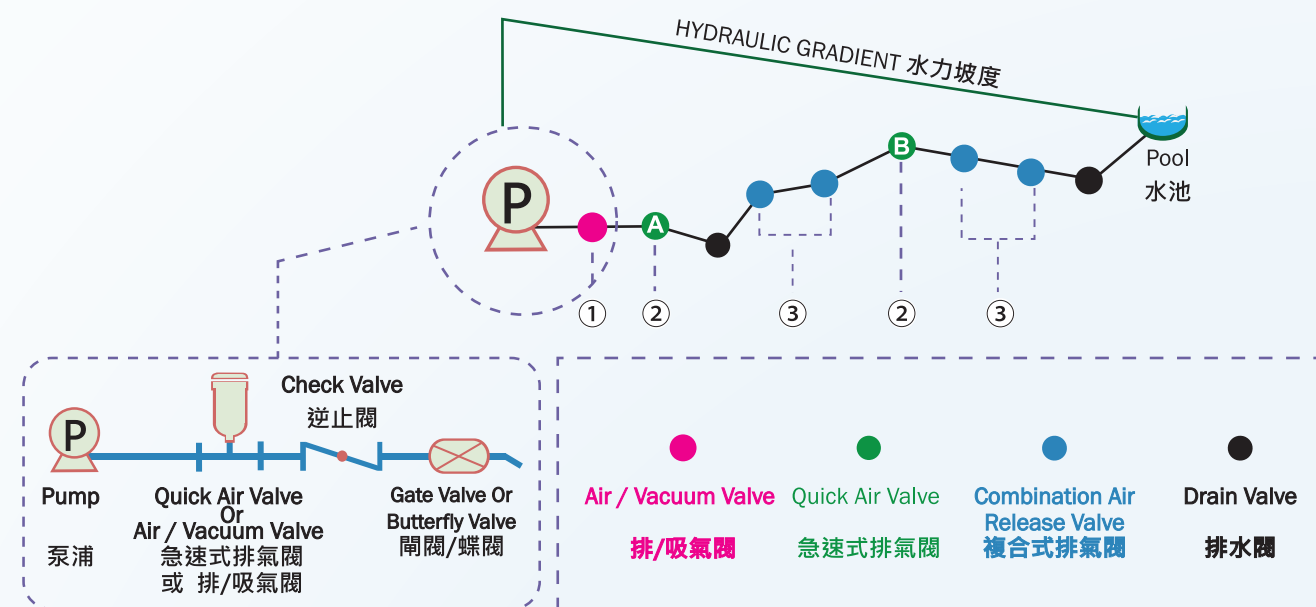 HYDRAULIC GRADIENT 水力坡度
P
A
B
Pool
水池
①
②
③
②
③
P
Pump
泵浦
Quick Air Valve
Or
Air / Vacuum Valve
急速式排氣閥
或 排/吸氣閥
Check Valve
逆止閥
Gate Valve Or
Butterfly Valve
閘閥/蝶閥
Air / Vacuum Valve
排/吸氣閥
Quick Air Valve
急速式排氣閥
Combination Air
Release Valve
複合式排氣閥
Drain Valve
排水閥